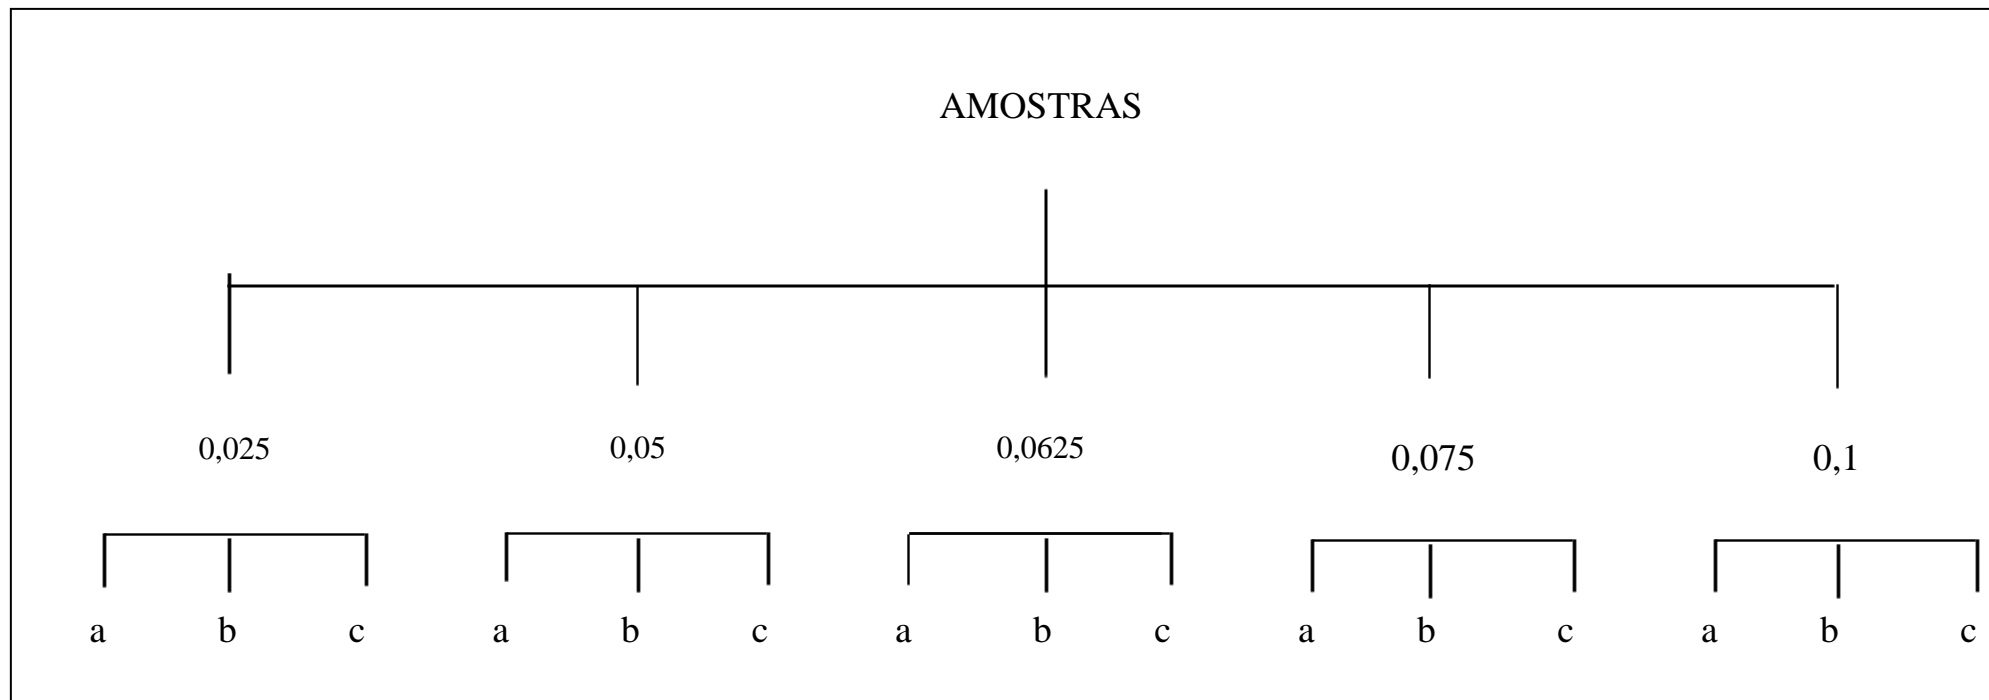 AMOSTRAS
0,025 0,05 0,0625 0,075 0,1
a b c a b c a b c a b c a b c